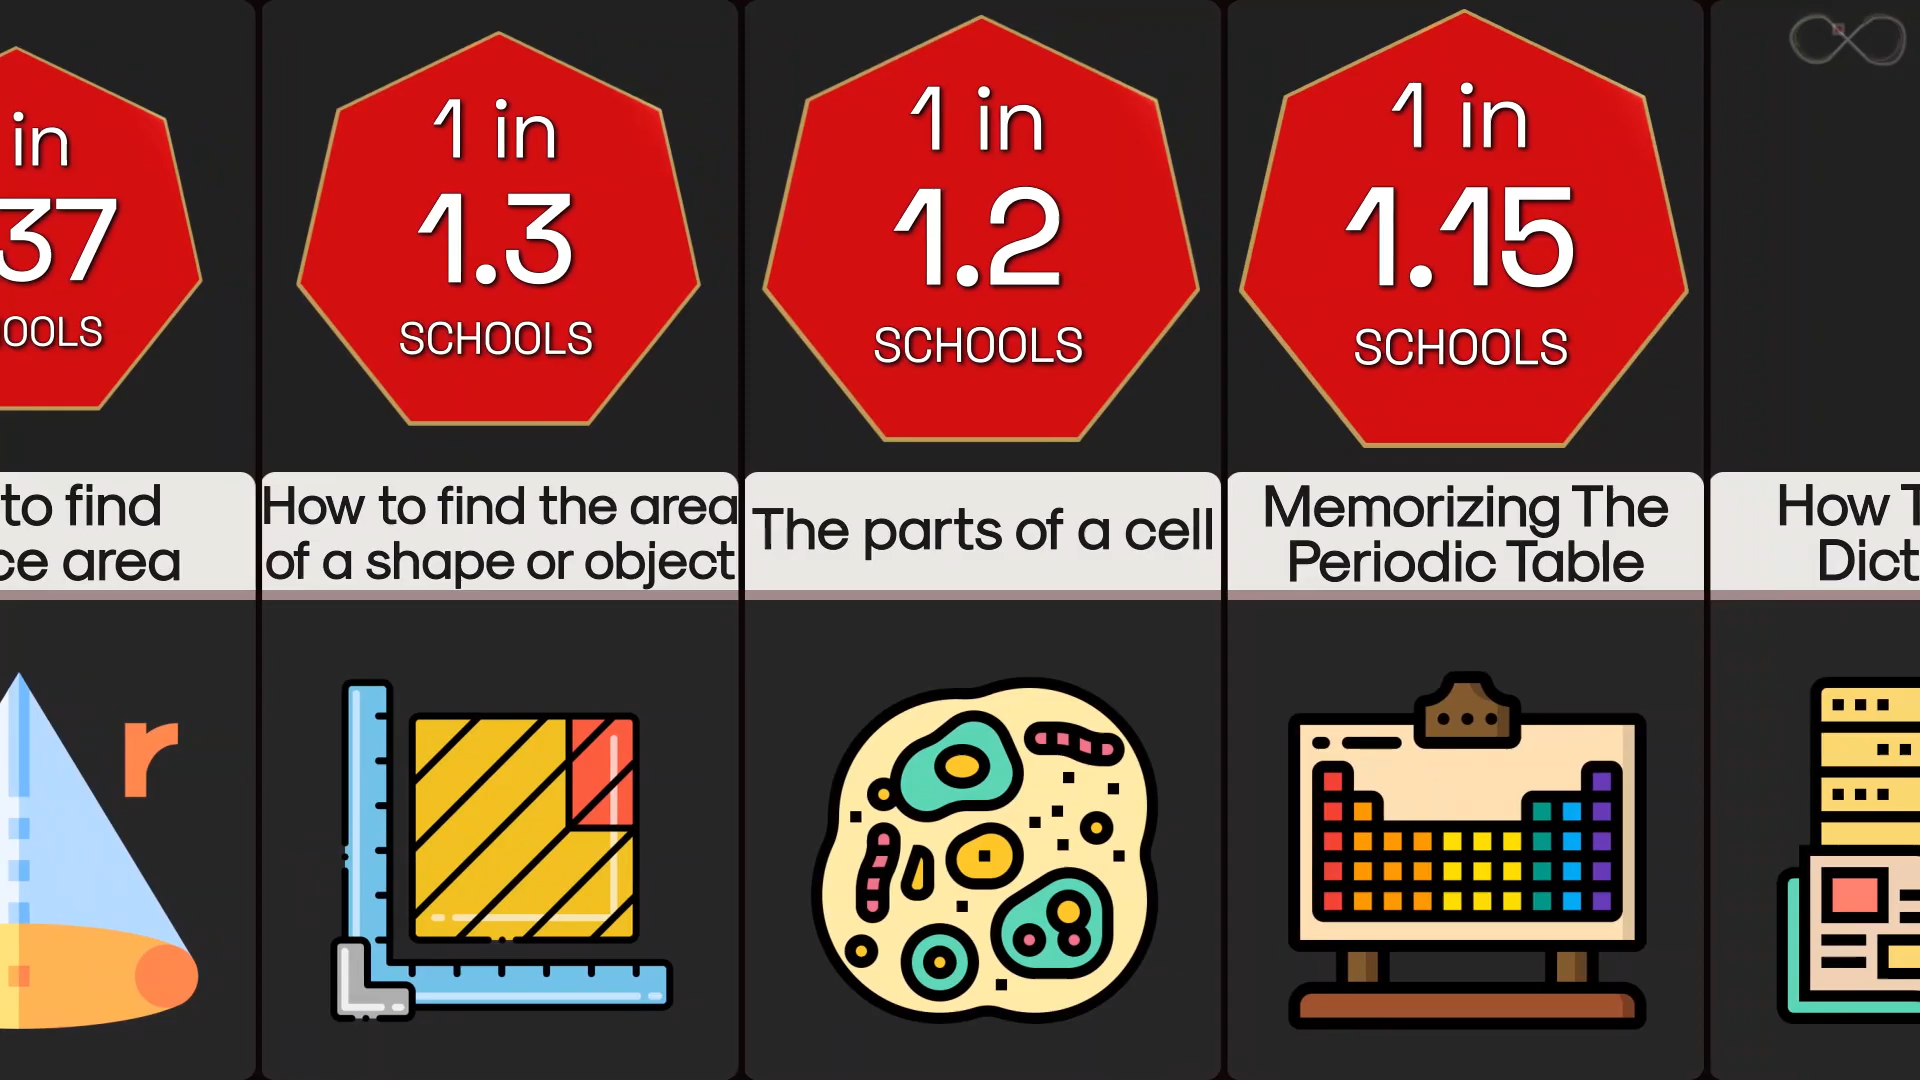 in
37
OOLS
to find
ce area
r
1 in
1.3
SCHOOLS
How to find the area
of a shape or object
1 in
1.2
SCHOOLS
The parts of a cell
1 in
1.15
SCHOOLS
Memorizing The
Periodic Table
How T
Dict